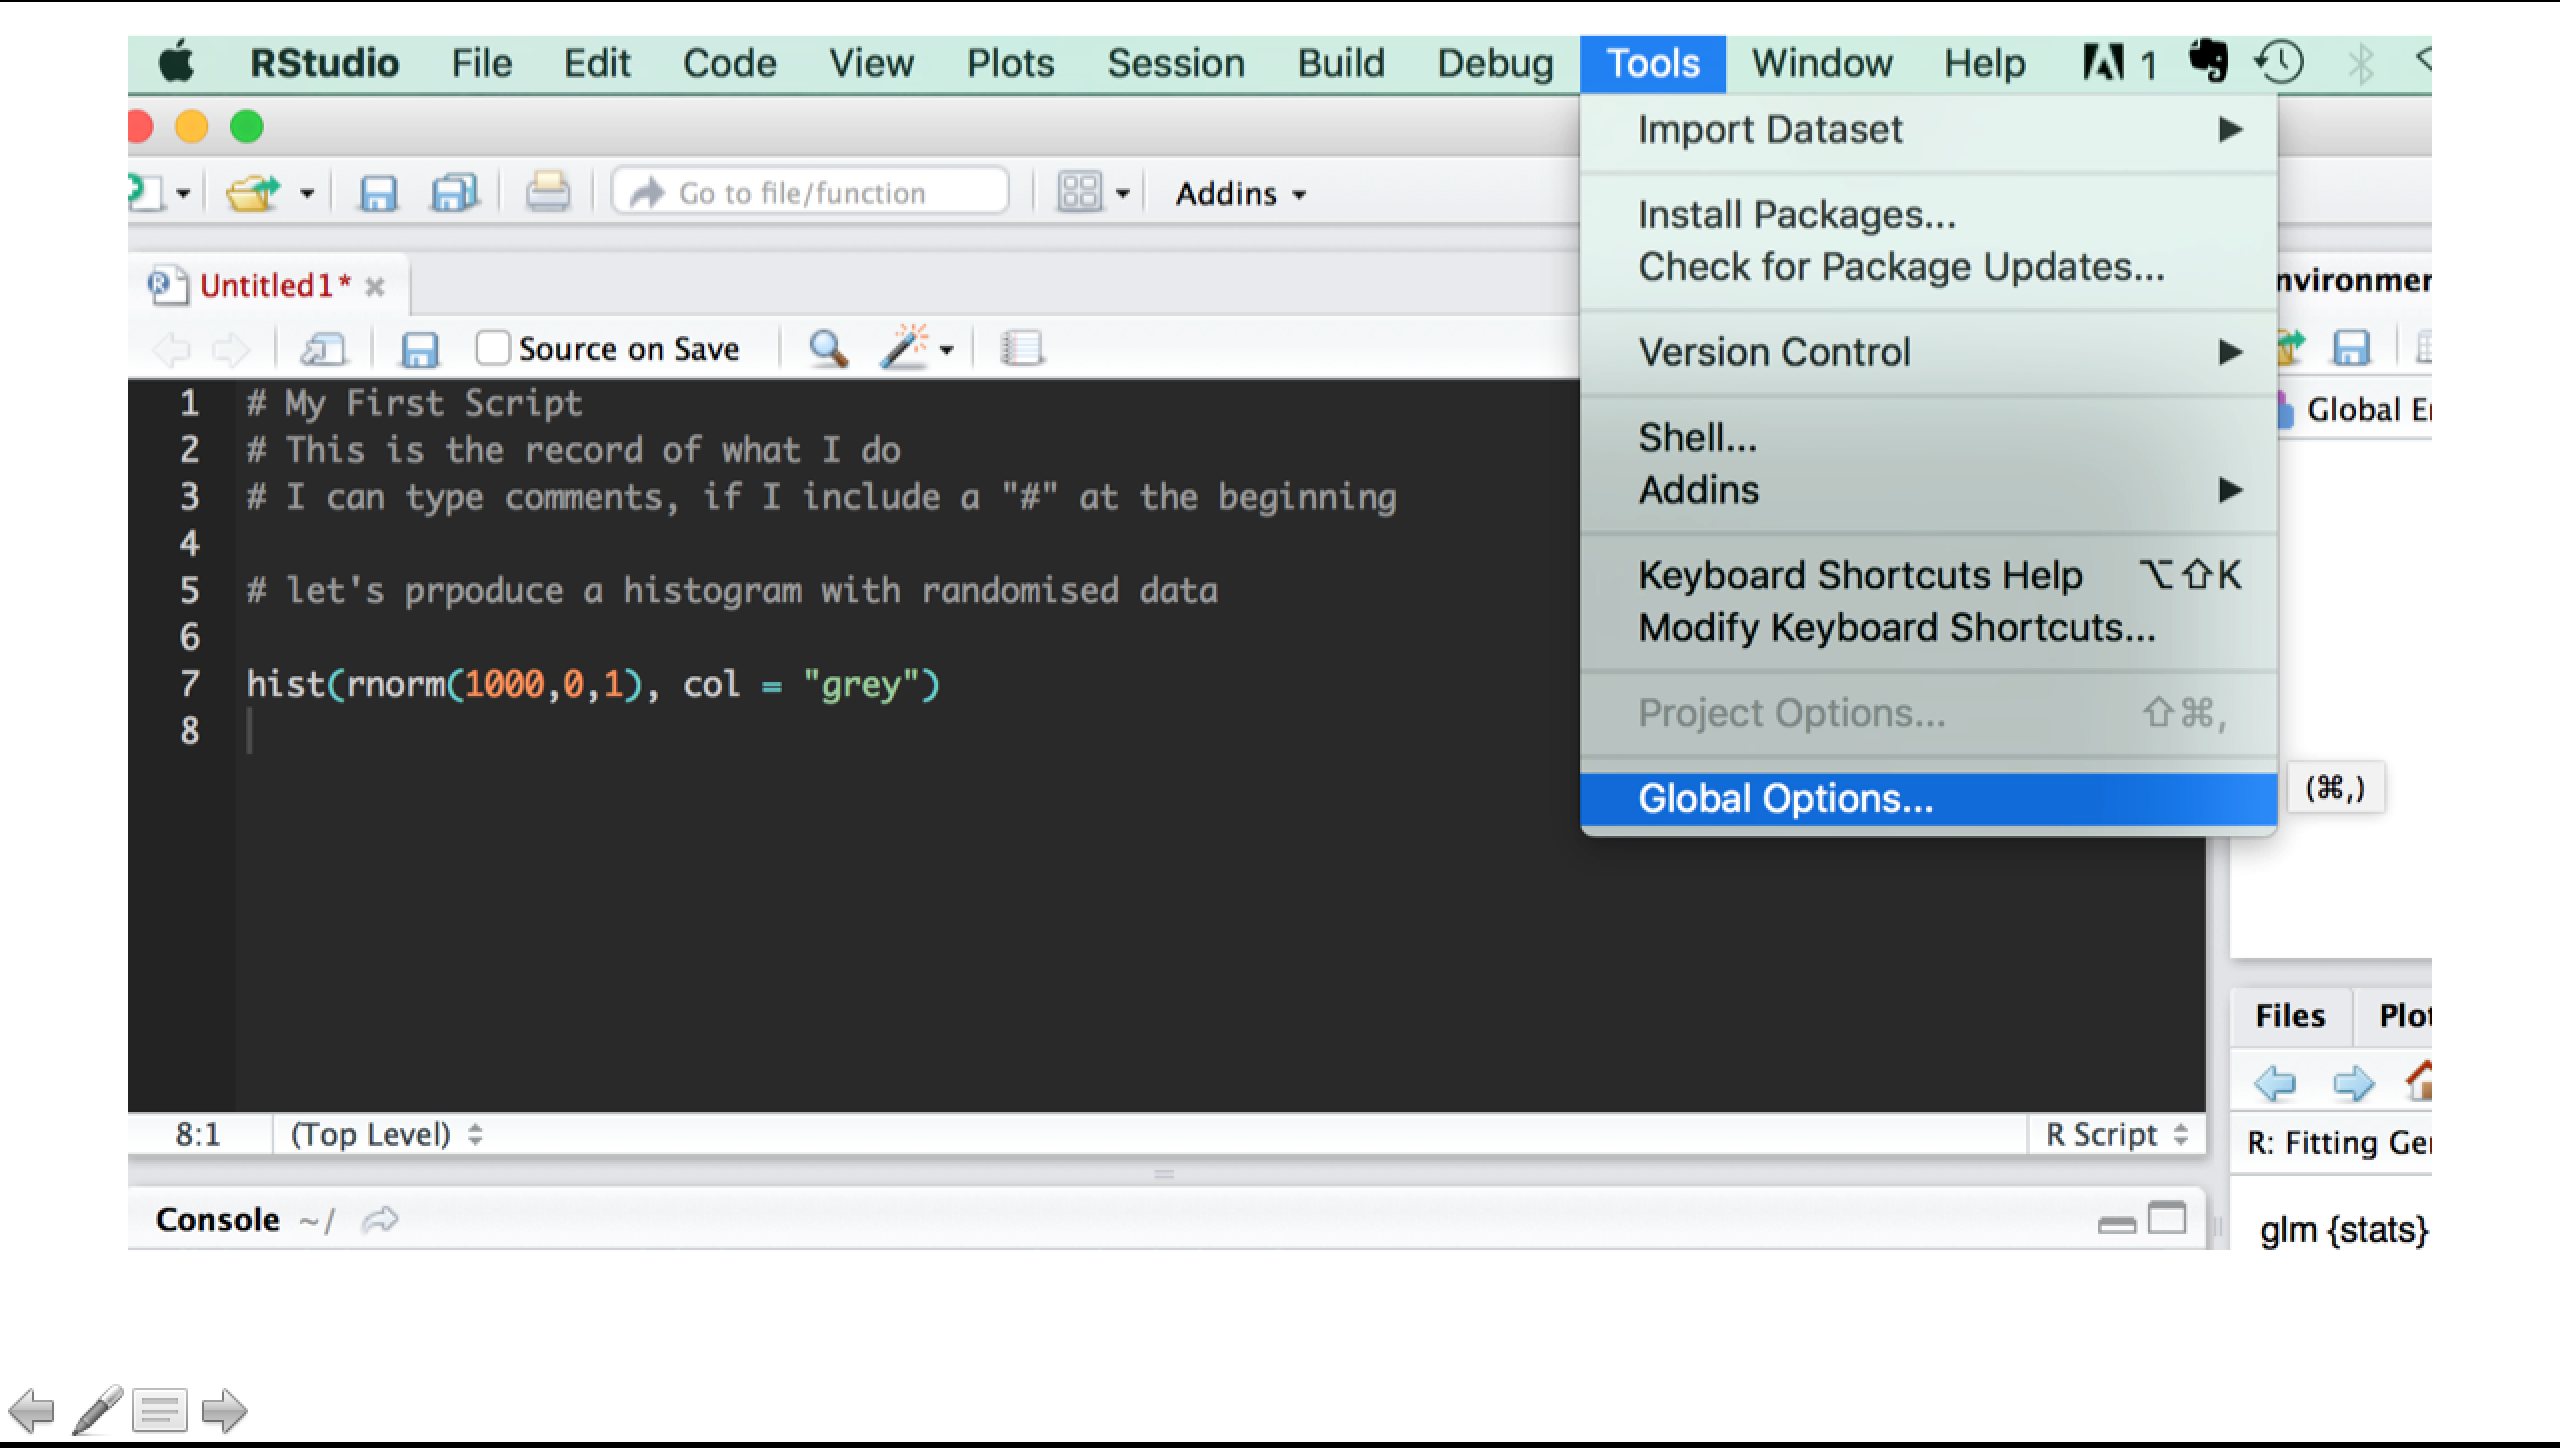 RStudio File Edit Code View Plots Session Build Debug Tools Window Help 1
Import Dataset
Install Packages...
Check for Package Updates...
Version Control
Shell...
Addins
Keyboard Shortcuts Help ⌥⇧K
Modify Keyboard Shortcuts...
Project Options... ⇧⌘,
Global Options...
(⌘,)
Go to file/function
Addins
Untitled1*
Source on Save
1 # My First Script
2 # This is the record of what I do
3 # I can type comments, if I include a "#" at the beginning
4
5 # let's prpoduce a histogram with randomised data
6
7 hist(rnorm(1000,0,1), col = "grey")
8
8:1 (Top Level) R Script
Console ~/
nvironmen
Global E
Files Plo
R: Fitting Ge
glm {stats}